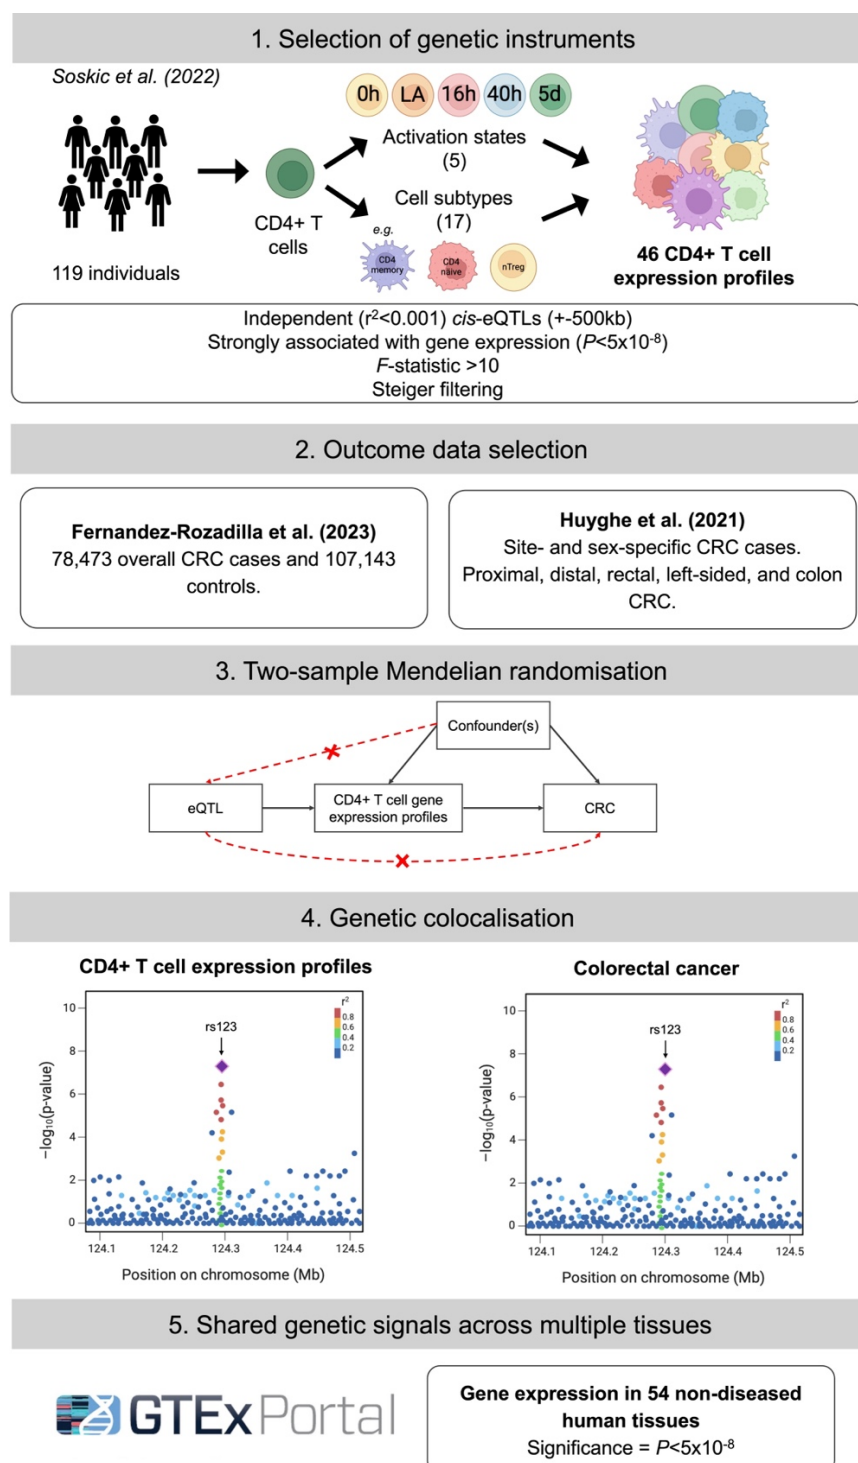 1. Selection of genetic instruments
Soskic et al. (2022)
0h LA 16h 40h 5d
Activation states
(5)
Cell subtypes
(17)
e.g.
CD4
memory
CD4
naive
nTreg
CD4+ T
cells
119 individuals
46 CD4+ T cell
expression profiles
Independent (r²<0.001) cis-eQTLs (+-500kb)
Strongly associated with gene expression (P<5x10⁻⁸)
F-statistic >10
Steiger filtering
2. Outcome data selection
Fernandez-Rozadilla et al. (2023)
78,473 overall CRC cases and 107,143
controls.
Huyghe et al. (2021)
Site- and sex-specific CRC cases.
Proximal, distal, rectal, left-sided, and colon
CRC.
3. Two-sample Mendelian randomisation
Confounder(s)
eQTL
CD4+ T cell gene
expression profiles
CRC
4. Genetic colocalisation
CD4+ T cell expression profiles
10
8
6
4
2
0
−log₁₀(p-value)
rs123
r²
0.8
0.6
0.4
0.2
124.1 124.2 124.3 124.4 124.5
Position on chromosome (Mb)
Colorectal cancer
10
8
6
4
2
0
−log₁₀(p-value)
rs123
r²
0.8
0.6
0.4
0.2
124.1 124.2 124.3 124.4 124.5
Position on chromosome (Mb)
5. Shared genetic signals across multiple tissues
GTEx Portal
Gene expression in 54 non-diseased
human tissues
Significance = P<5x10⁻⁸